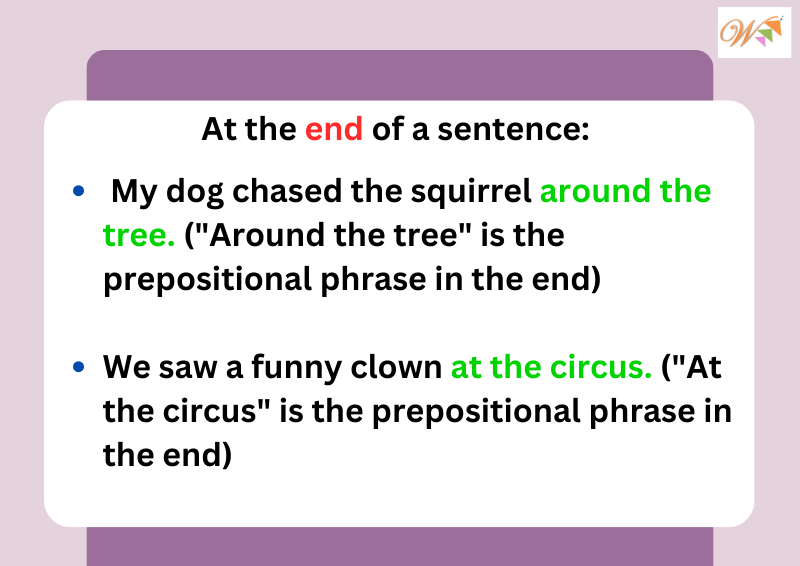 W
At the end of a sentence:
• My dog chased the squirrel around the
tree. ("Around the tree" is the
prepositional phrase in the end)
• We saw a funny clown at the circus. ("At
the circus" is the prepositional phrase in
the end)